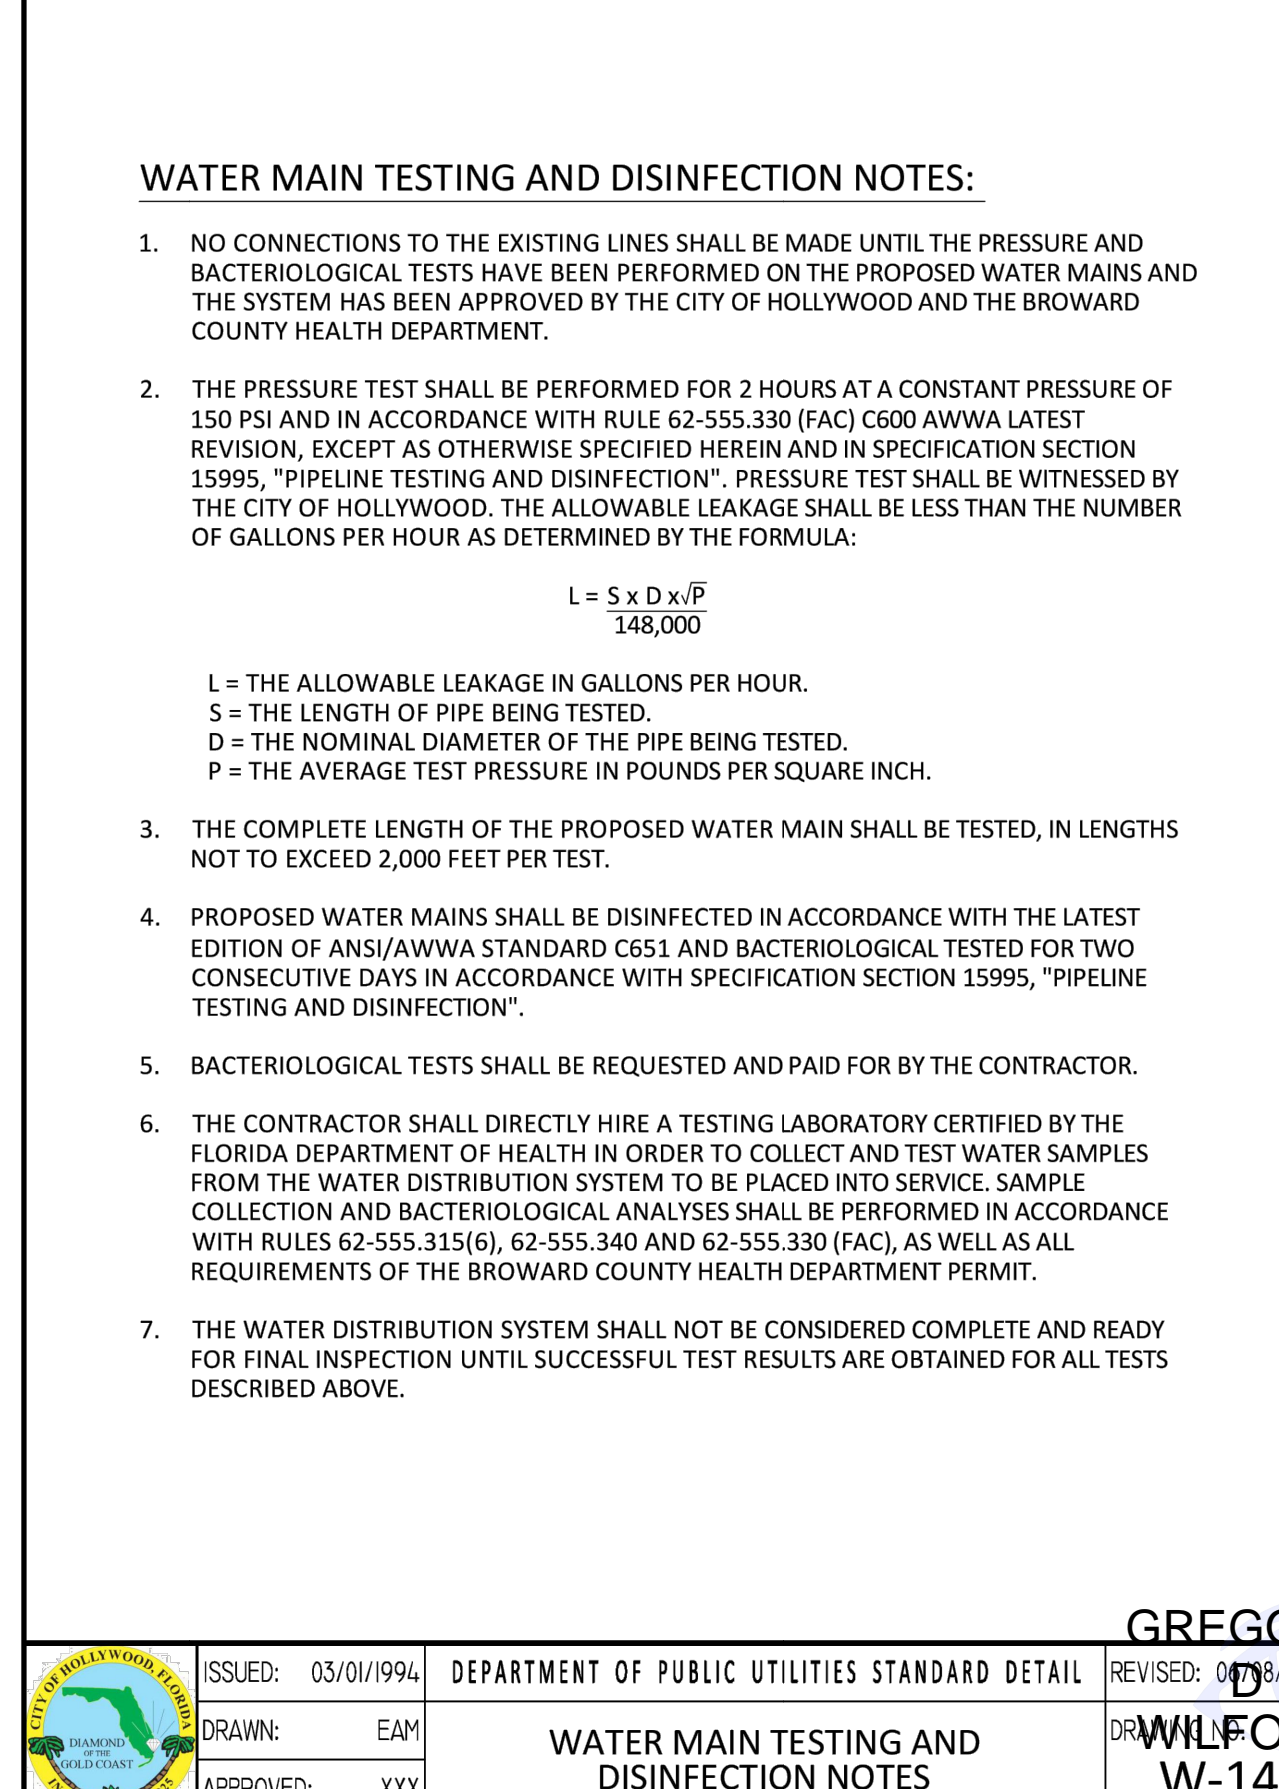 WATER MAIN TESTING AND DISINFECTION NOTES:
1. NO CONNECTIONS TO THE EXISTING LINES SHALL BE MADE UNTIL THE PRESSURE AND
BACTERIOLOGICAL TESTS HAVE BEEN PERFORMED ON THE PROPOSED WATER MAINS AND
THE SYSTEM HAS BEEN APPROVED BY THE CITY OF HOLLYWOOD AND THE BROWARD
COUNTY HEALTH DEPARTMENT.
2. THE PRESSURE TEST SHALL BE PERFORMED FOR 2 HOURS AT A CONSTANT PRESSURE OF
150 PSI AND IN ACCORDANCE WITH RULE 62-555.330 (FAC) C600 AWWA LATEST
REVISION, EXCEPT AS OTHERWISE SPECIFIED HEREIN AND IN SPECIFICATION SECTION
15995, "PIPELINE TESTING AND DISINFECTION". PRESSURE TEST SHALL BE WITNESSED BY
THE CITY OF HOLLYWOOD. THE ALLOWABLE LEAKAGE SHALL BE LESS THAN THE NUMBER
OF GALLONS PER HOUR AS DETERMINED BY THE FORMULA:
L = S x D x√P
148,000
L = THE ALLOWABLE LEAKAGE IN GALLONS PER HOUR.
S = THE LENGTH OF PIPE BEING TESTED.
D = THE NOMINAL DIAMETER OF THE PIPE BEING TESTED.
P = THE AVERAGE TEST PRESSURE IN POUNDS PER SQUARE INCH.
3. THE COMPLETE LENGTH OF THE PROPOSED WATER MAIN SHALL BE TESTED, IN LENGTHS
NOT TO EXCEED 2,000 FEET PER TEST.
4. PROPOSED WATER MAINS SHALL BE DISINFECTED IN ACCORDANCE WITH THE LATEST
EDITION OF ANSI/AWWA STANDARD C651 AND BACTERIOLOGICAL TESTED FOR TWO
CONSECUTIVE DAYS IN ACCORDANCE WITH SPECIFICATION SECTION 15995, "PIPELINE
TESTING AND DISINFECTION".
5. BACTERIOLOGICAL TESTS SHALL BE REQUESTED AND PAID FOR BY THE CONTRACTOR.
6. THE CONTRACTOR SHALL DIRECTLY HIRE A TESTING LABORATORY CERTIFIED BY THE
FLORIDA DEPARTMENT OF HEALTH IN ORDER TO COLLECT AND TEST WATER SAMPLES
FROM THE WATER DISTRIBUTION SYSTEM TO BE PLACED INTO SERVICE. SAMPLE
COLLECTION AND BACTERIOLOGICAL ANALYSES SHALL BE PERFORMED IN ACCORDANCE
WITH RULES 62-555.315(6), 62-555.340 AND 62-555.330 (FAC), AS WELL AS ALL
REQUIREMENTS OF THE BROWARD COUNTY HEALTH DEPARTMENT PERMIT.
7. THE WATER DISTRIBUTION SYSTEM SHALL NOT BE CONSIDERED COMPLETE AND READY
FOR FINAL INSPECTION UNTIL SUCCESSFUL TEST RESULTS ARE OBTAINED FOR ALL TESTS
DESCRIBED ABOVE.
CITY OF HOLLYWOOD, FLORIDA
DIAMOND
OF THE
GOLD COAST
ISSUED: 03/01/1994
DRAWN: EAM
APPROVED: XXX
DEPARTMENT OF PUBLIC UTILITIES STANDARD DETAIL
WATER MAIN TESTING AND
DISINFECTION NOTES
REVISED:
DRAWING NO.
W-14